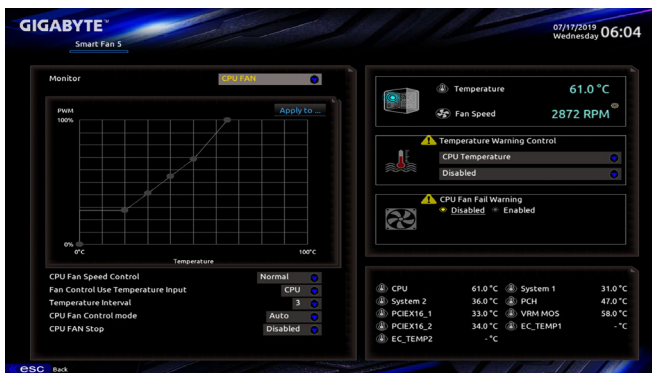 GIGABYTE™
Smart Fan 5
07/17/2019
Wednesday
06:04
Monitor
CPU FAN
PWM
100%
Apply to ...
0%
0°C
100°C
Temperature
CPU Fan Speed Control Normal
Fan Control Use Temperature Input CPU
Temperature Interval 3
CPU Fan Control mode Auto
CPU FAN Stop Disabled
Temperature 61.0 °C
Fan Speed 2872 RPM
Temperature Warning Control
CPU Temperature
Disabled
CPU Fan Fail Warning
Disabled Enabled
CPU 61.0 °C System 1 31.0 °C
System 2 36.0 °C PCH 47.0 °C
PCIEX16_1 33.0 °C VRM MOS 58.0 °C
PCIEX16_2 34.0 °C EC_TEMP1 - °C
EC_TEMP2 - °C
esc Back